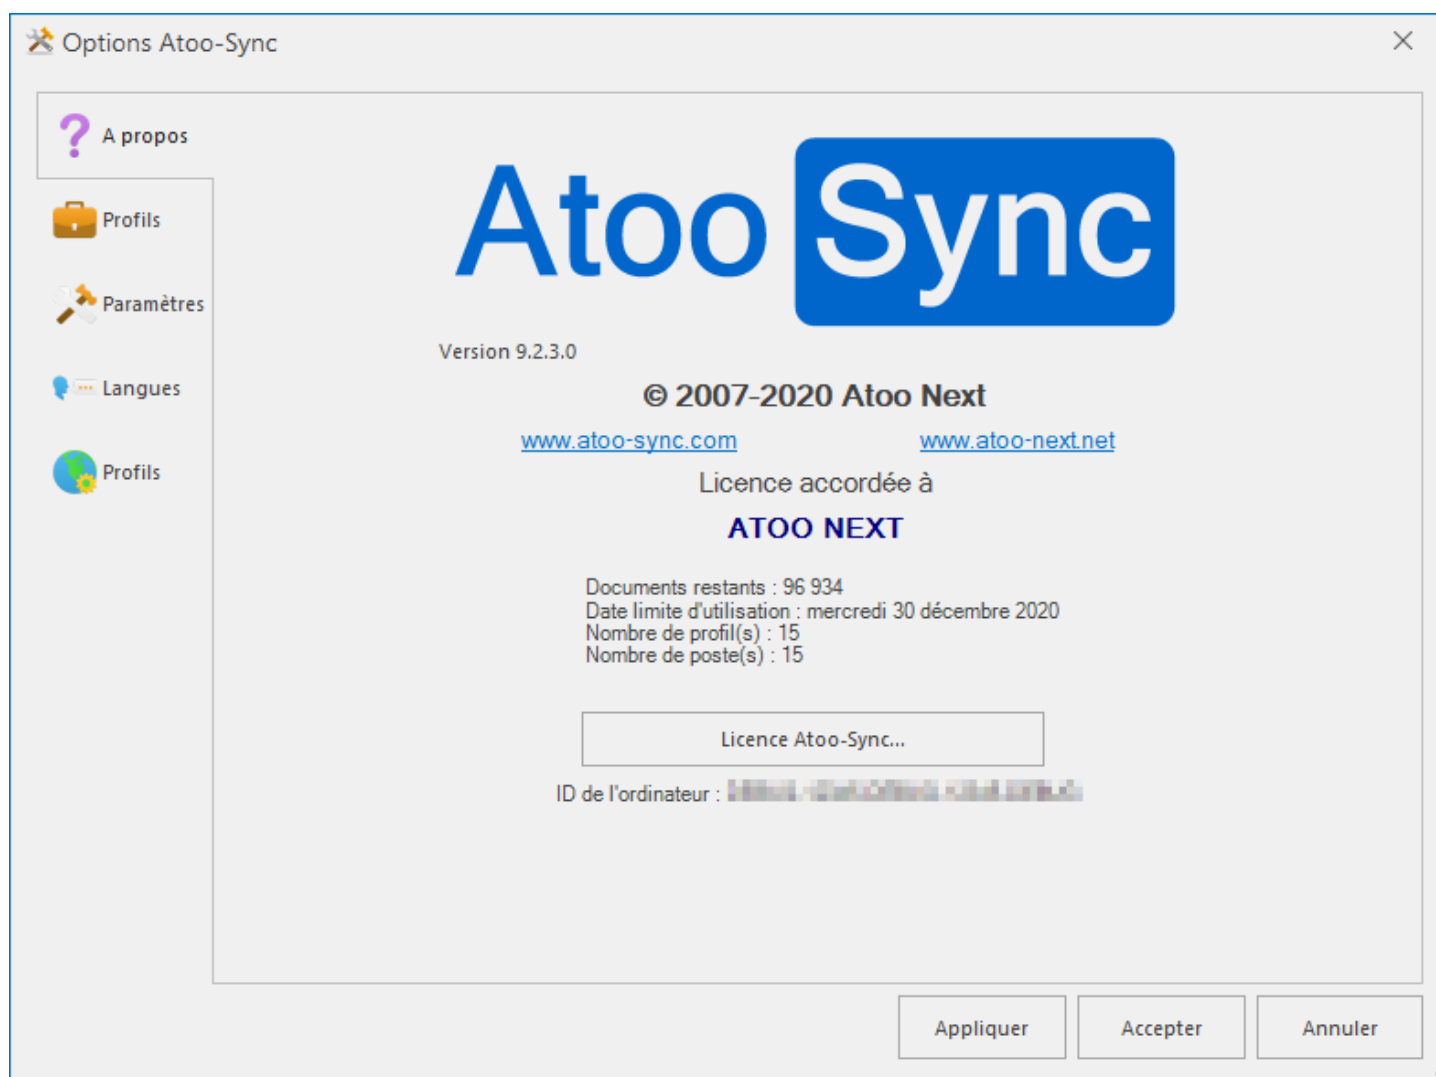 Options Atoo-Sync
A propos
Profils
Paramètres
Langues
Profils
Atoo Sync
Version 9.2.3.0
© 2007-2020 Atoo Next
www.atoo-sync.com www.atoo-next.net
Licence accordée à
ATOO NEXT
Documents restants : 96 934
Date limite d'utilisation : mercredi 30 décembre 2020
Nombre de profil(s) : 15
Nombre de poste(s) : 15
Licence Atoo-Sync...
ID de l'ordinateur :
Appliquer Accepter Annuler